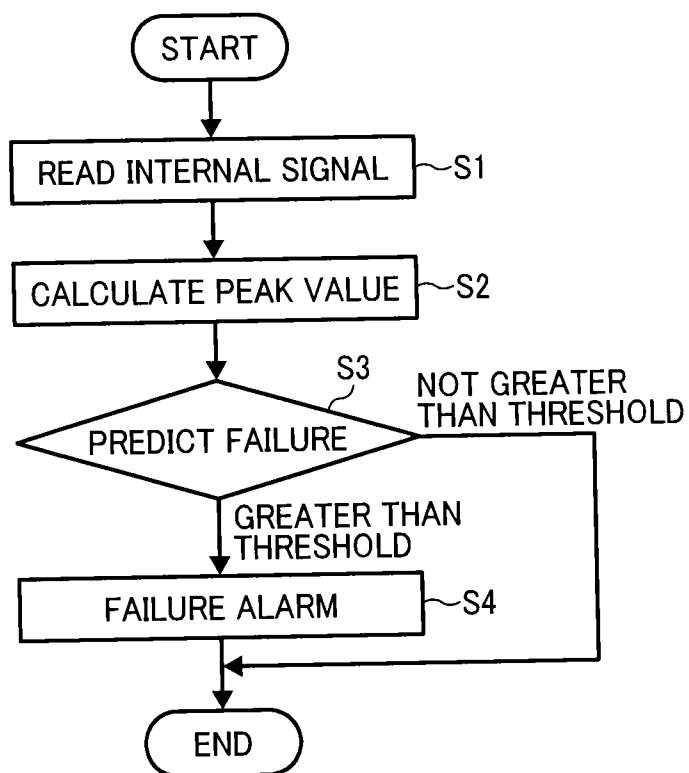 START
READ INTERNAL SIGNAL
S1
CALCULATE PEAK VALUE
S2
S3
NOT GREATER
THAN THRESHOLD
PREDICT FAILURE
GREATER THAN
THRESHOLD
FAILURE ALARM
S4
END